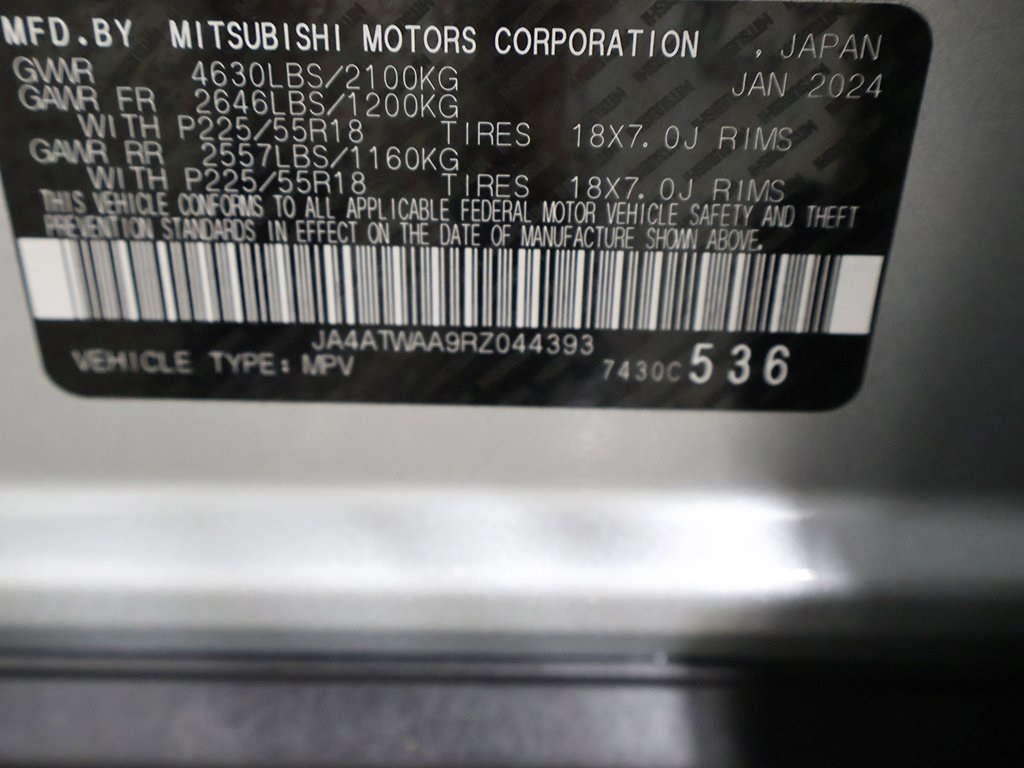 MFD.BY MITSUBISHI MOTORS CORPORATION , JAPAN
GVWR 4630LBS/2100KG JAN 2024
GAWR FR 2646LBS/1200KG
WITH P225/55R18 TIRES 18X7.0J RIMS
GAWR RR 2557LBS/1160KG
WITH P225/55R18 TIRES 18X7.0J RIMS
THIS VEHICLE CONFORMS TO ALL APPLICABLE FEDERAL MOTOR VEHICLE SAFETY AND THEFT
PREVENTION STANDARDS IN EFFECT ON THE DATE OF MANUFACTURE SHOWN ABOVE.
JA4ATWAA9RZ044393
VEHICLE TYPE: MPV 7430C536